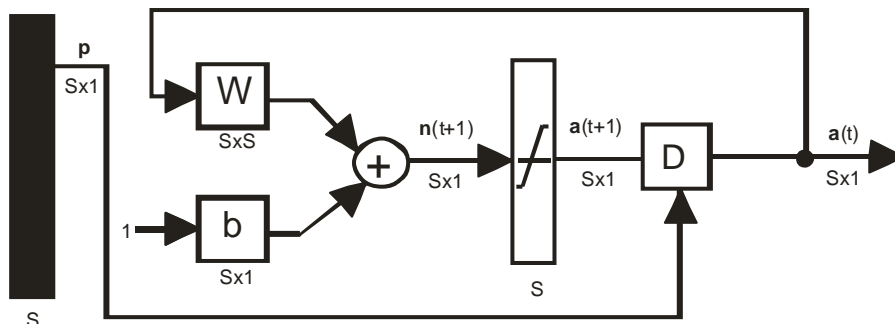 p
Sx1
W
SxS
1
b
Sx1
+
n(t+1)
Sx1
S
a(t+1)
Sx1
D
a(t)
Sx1
S